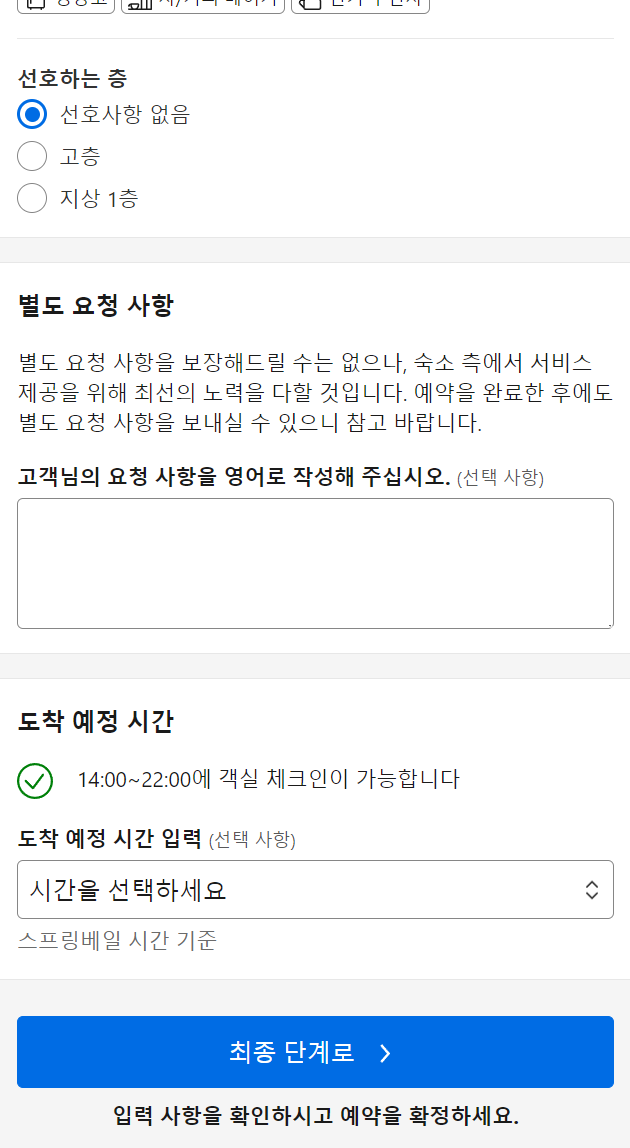 선호하는 층
선호사항 없음
고층
지상 1층
별도 요청 사항
별도 요청 사항을 보장해드릴 수는 없으나, 숙소 측에서 서비스
제공을 위해 최선의 노력을 다할 것입니다. 예약을 완료한 후에도
별도 요청 사항을 보내실 수 있으니 참고 바랍니다.
고객님의 요청 사항을 영어로 작성해 주십시오. (선택 사항)
도착 예정 시간
14:00~22:00에 객실 체크인이 가능합니다
도착 예정 시간 입력 (선택 사항)
시간을 선택하세요
스프링베일 시간 기준
최종 단계로
입력 사항을 확인하시고 예약을 확정하세요.